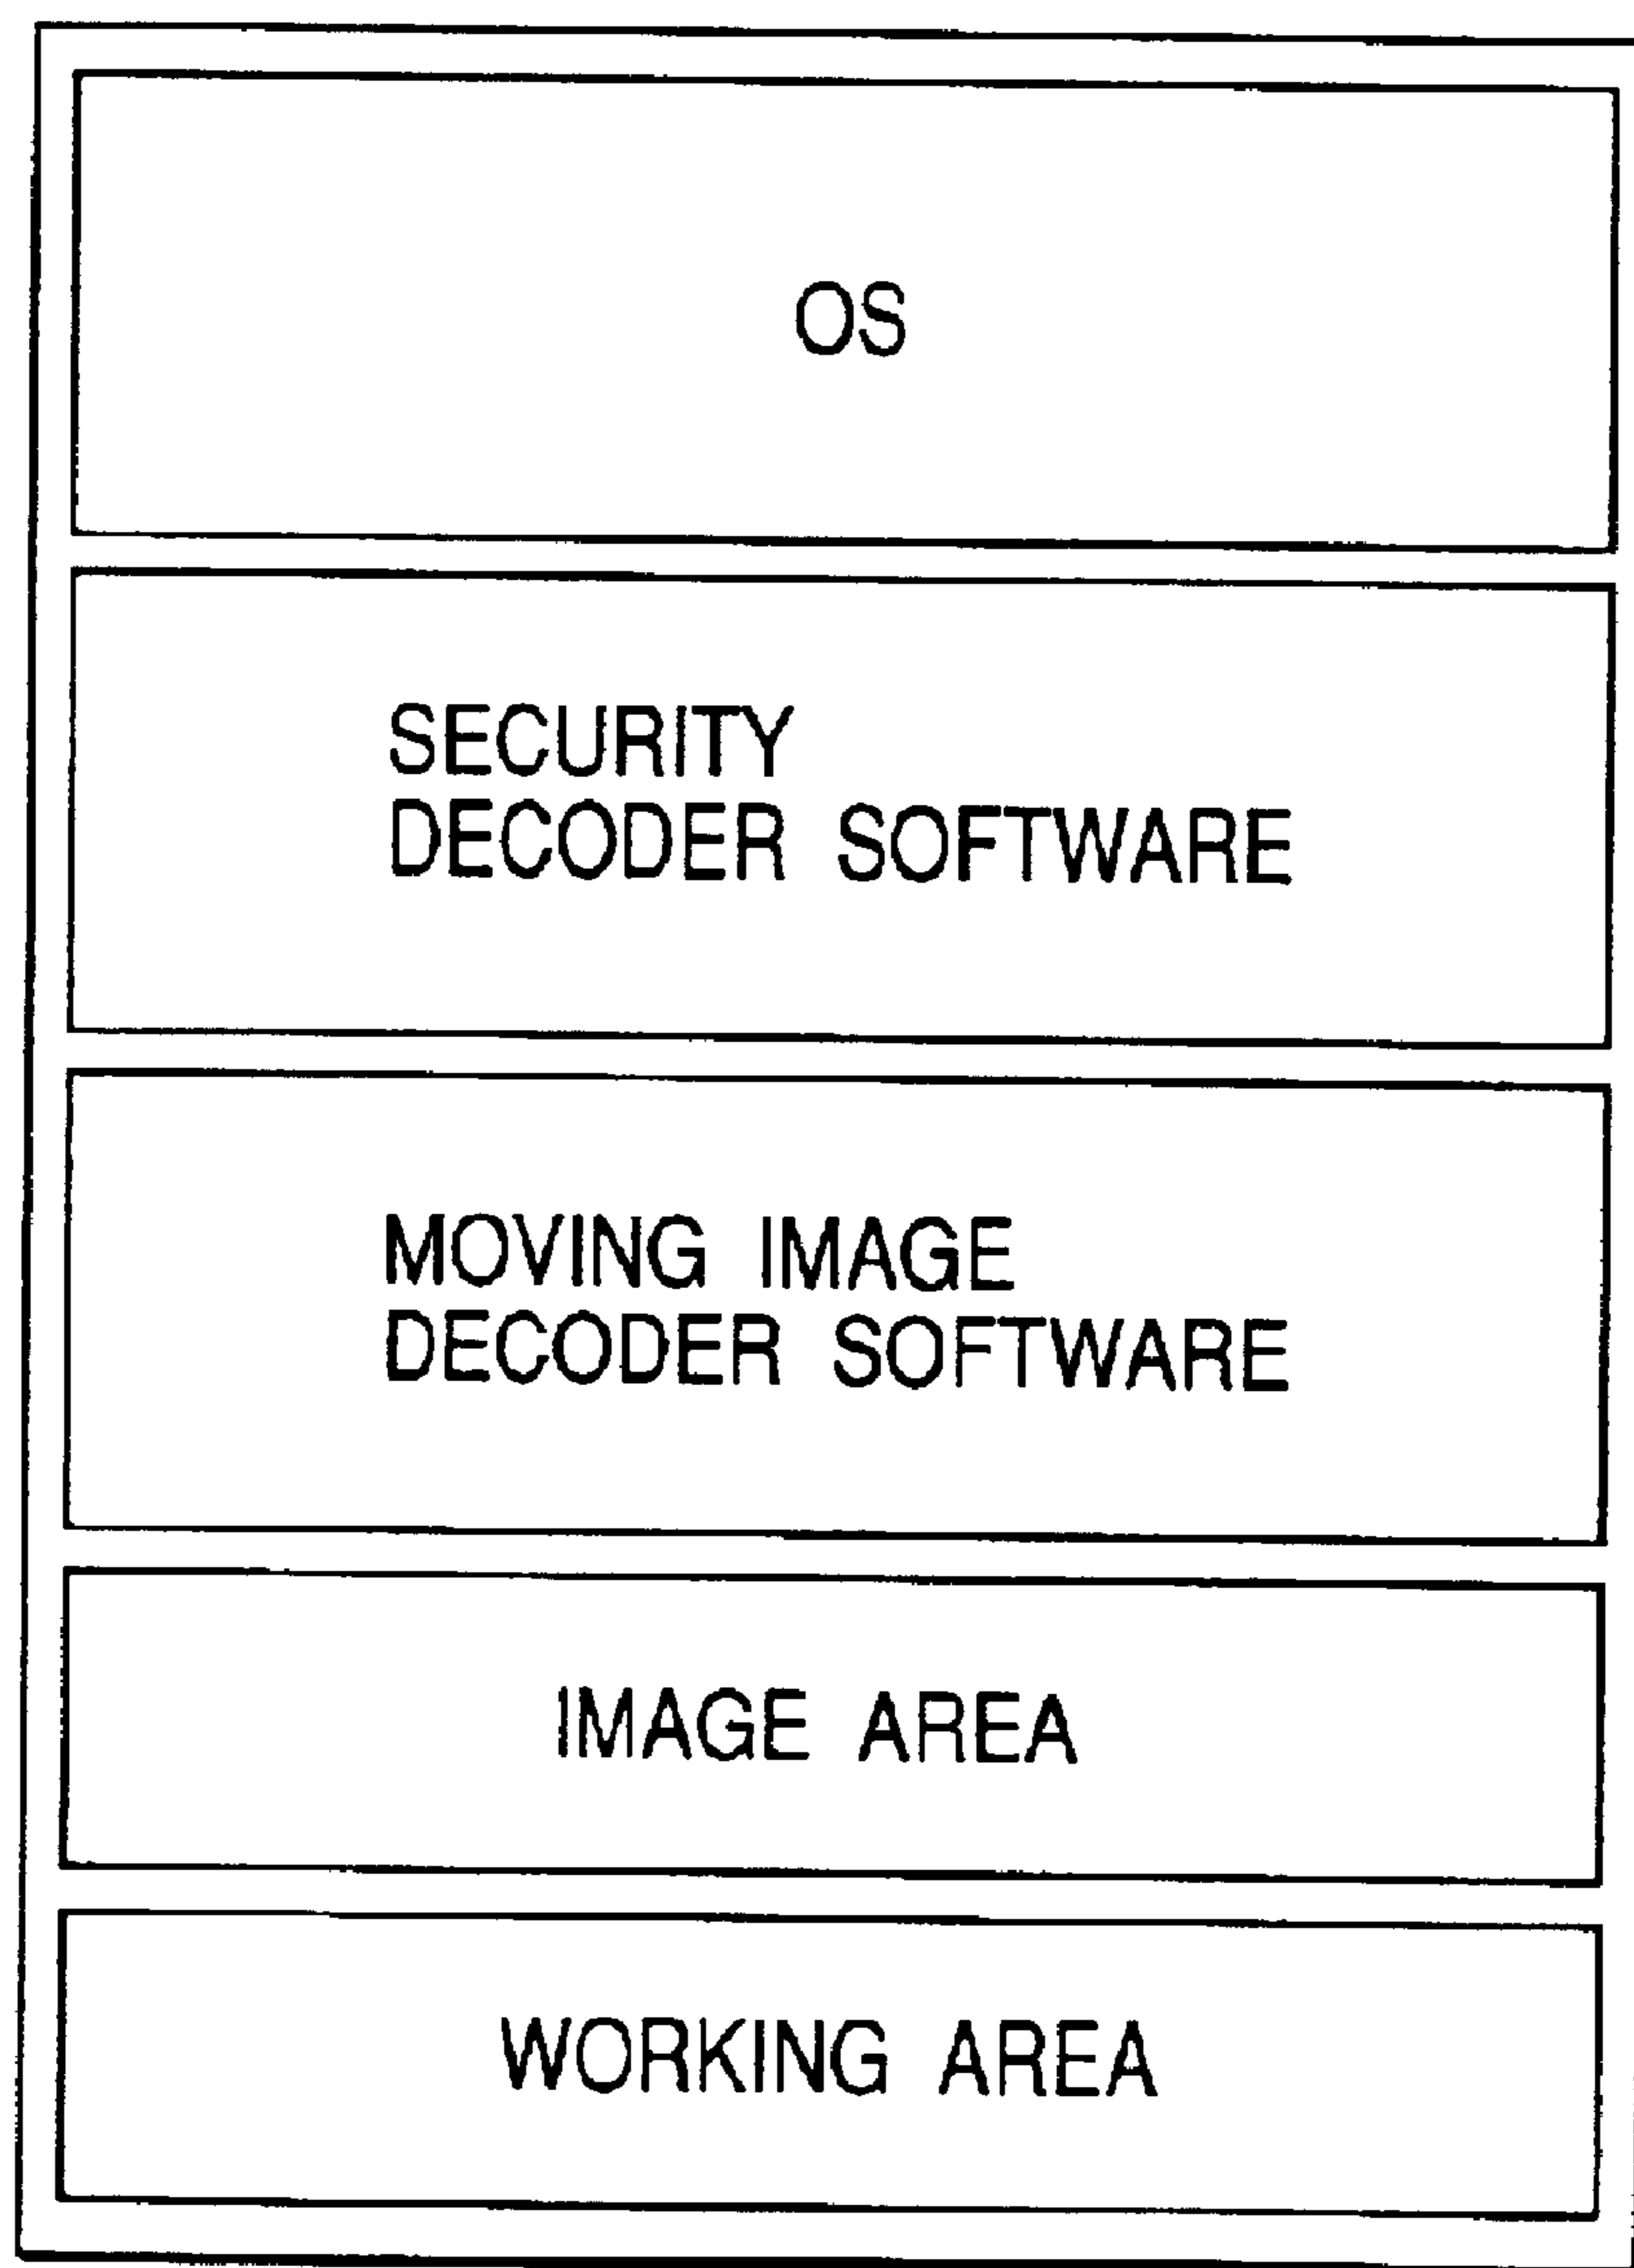 OS
SECURITY
DECODER SOFTWARE
MOVING IMAGE
DECODER SOFTWARE
IMAGE AREA
WORKING AREA